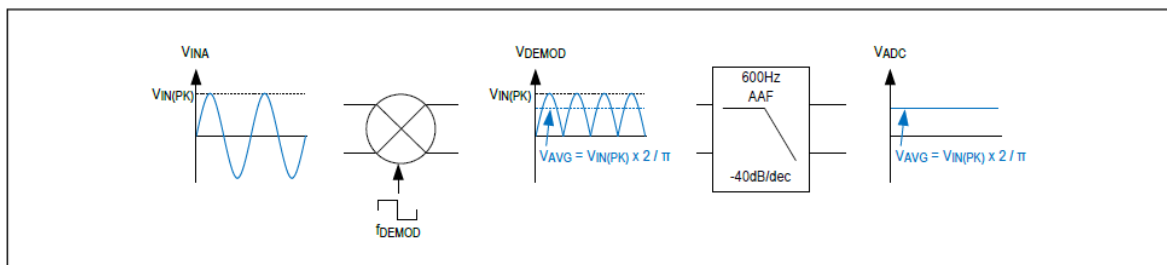 VINA
VIN(PK)
fDEMOD
VDEMOD
VIN(PK)
VAVG = VIN(PK) x 2 / π
600Hz
AAF
-40dB/dec
VADC
VAVG = VIN(PK) x 2 / π